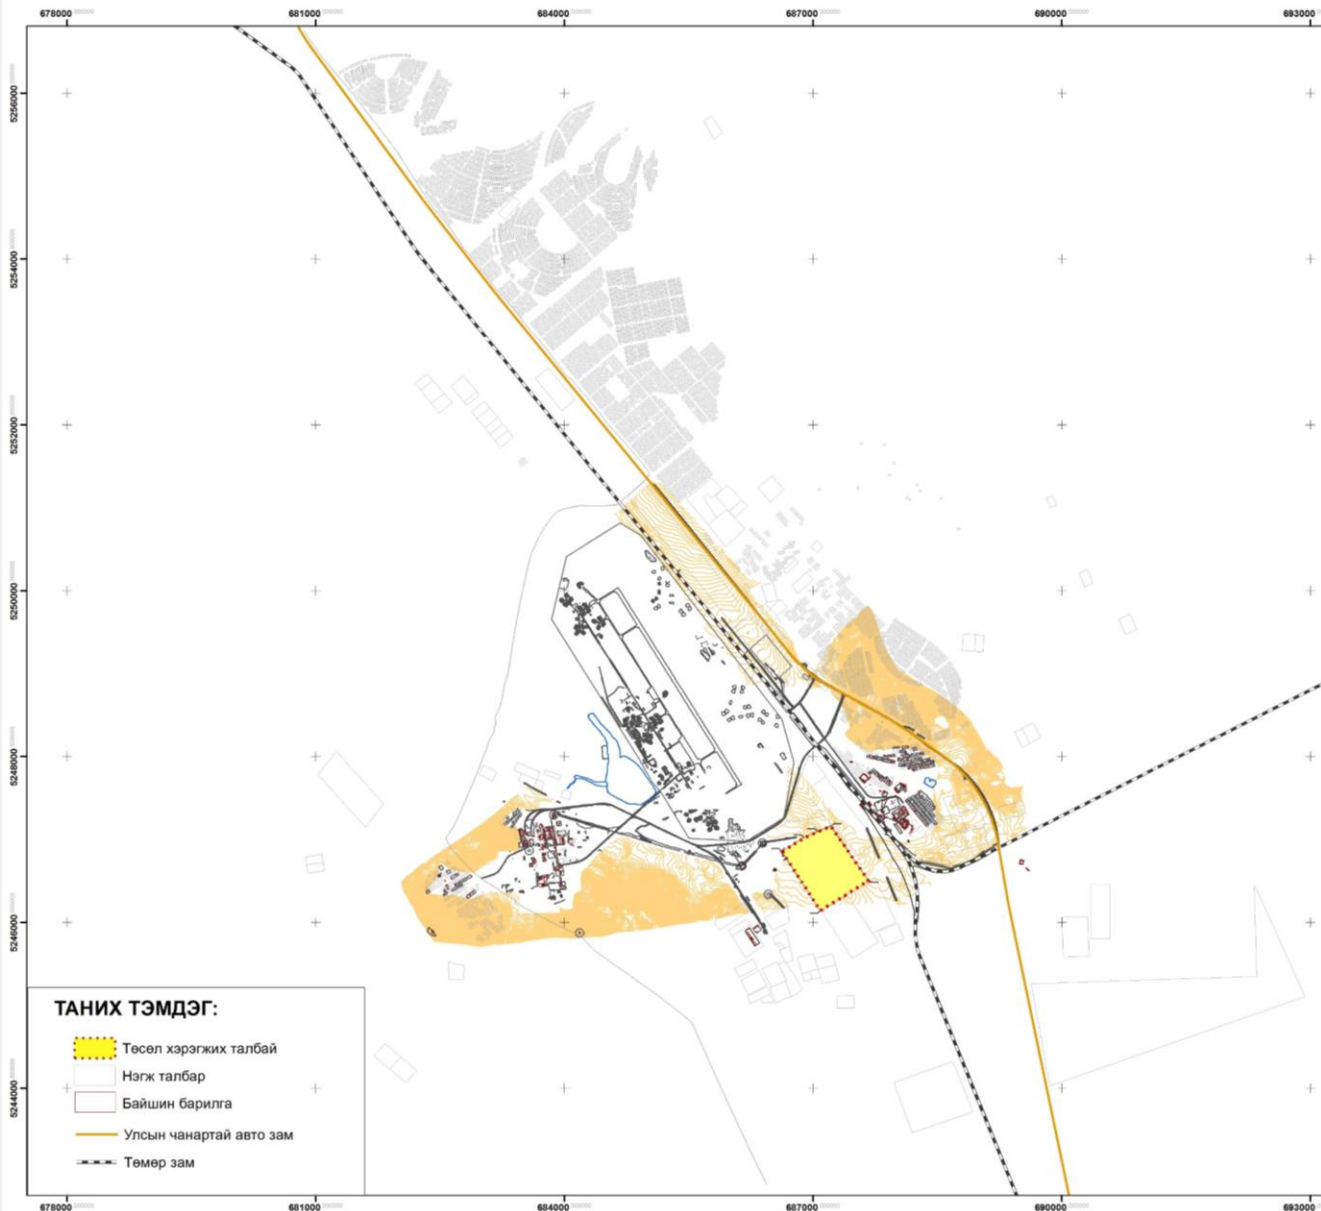 678000 681000 684000 687000 690000 693000
5256000
5254000
5252000
5250000
5248000
5246000
5244000
ТАНИХ ТЭМДЭГ:
Төсөл хэрэгжих талбай
Нэгж талбар
Байшин барилга
Улсын чанартай авто зам
Төмөр зам
678000 681000 684000 687000 690000 693000